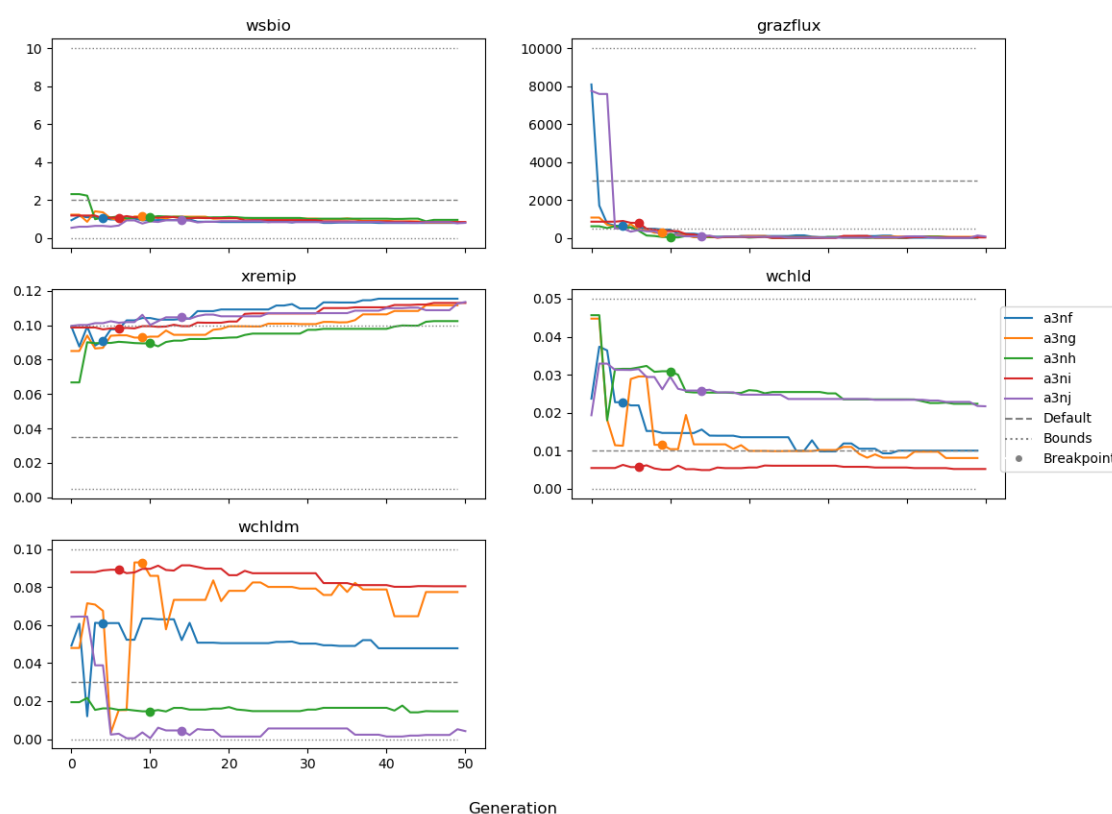 wsbio
10
8
6
4
2
0
grazflux
10000
8000
6000
4000
2000
0
xremip
0.12
0.10
0.08
0.06
0.04
0.02
0.00
wchld
0.05
0.04
0.03
0.02
0.01
0.00
a3nf
a3ng
a3nh
a3ni
a3nj
Default
Bounds
Breakpoint
wchldm
0.10
0.08
0.06
0.04
0.02
0.00
0 10 20 30 40 50
Generation